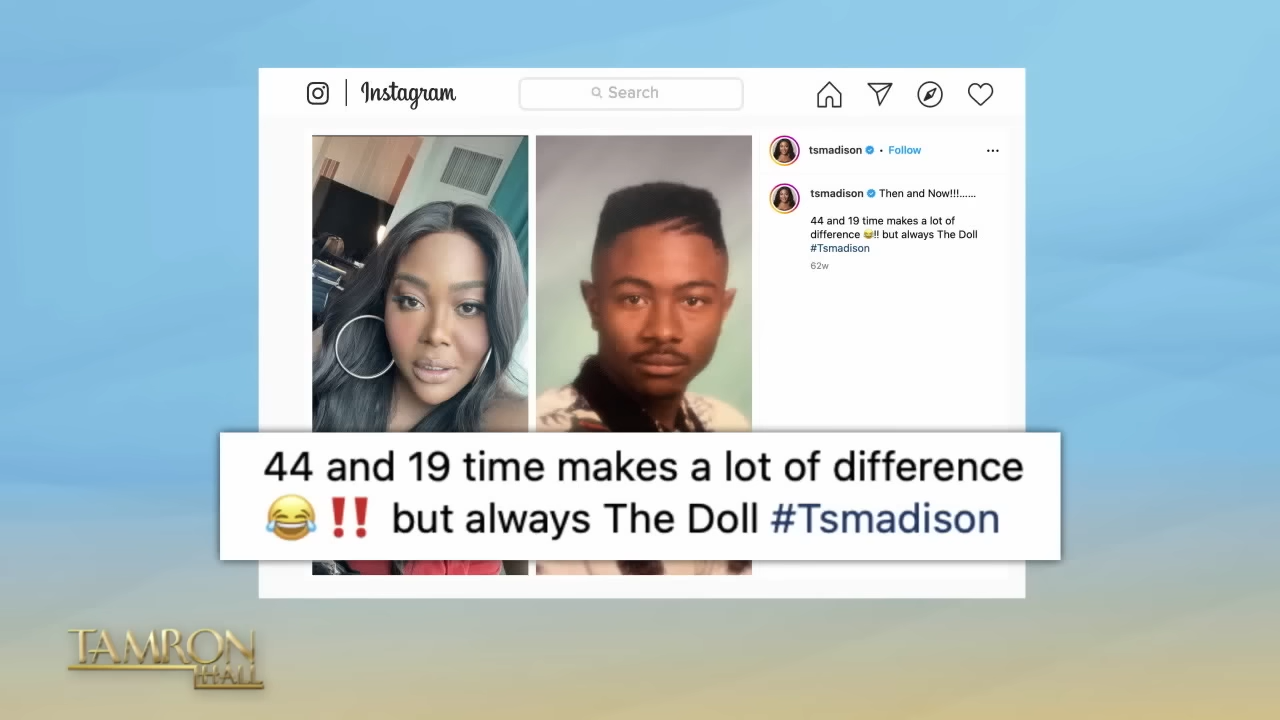 Instagram
Search
tsmadison • Follow
tsmadison Then and Now!!!......
44 and 19 time makes a lot of
difference 😂!! but always The Doll
#Tsmadison
62w
44 and 19 time makes a lot of difference
😂‼️ but always The Doll #Tsmadison
TAMRON
HALL